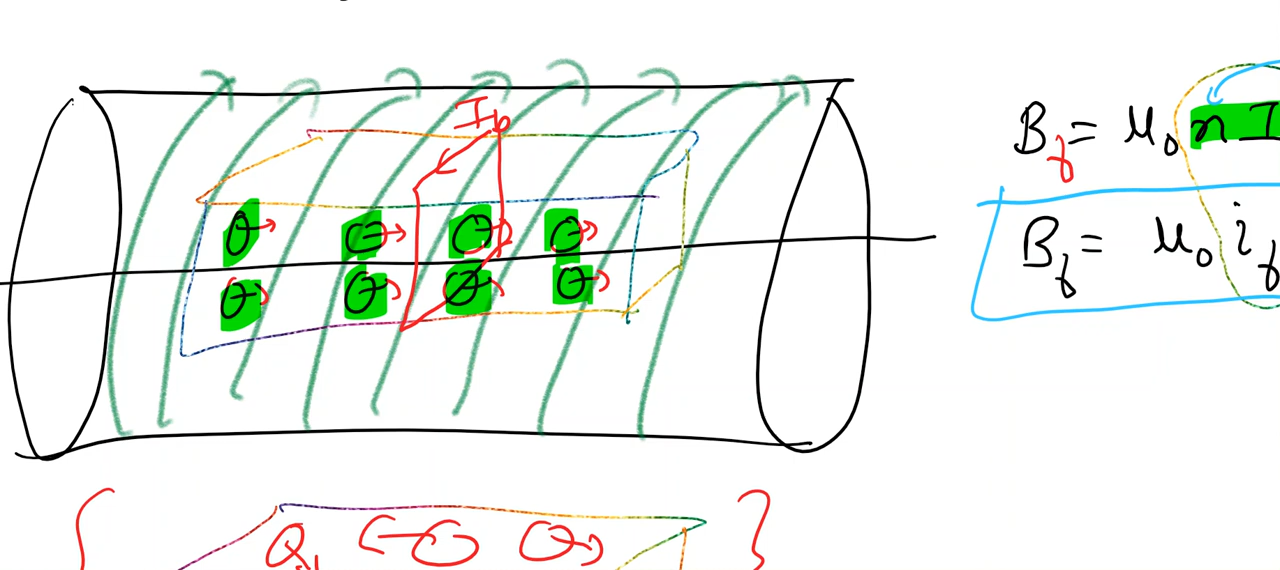 I_b
B_f = μ₀ n I
B_f = μ₀ i_f